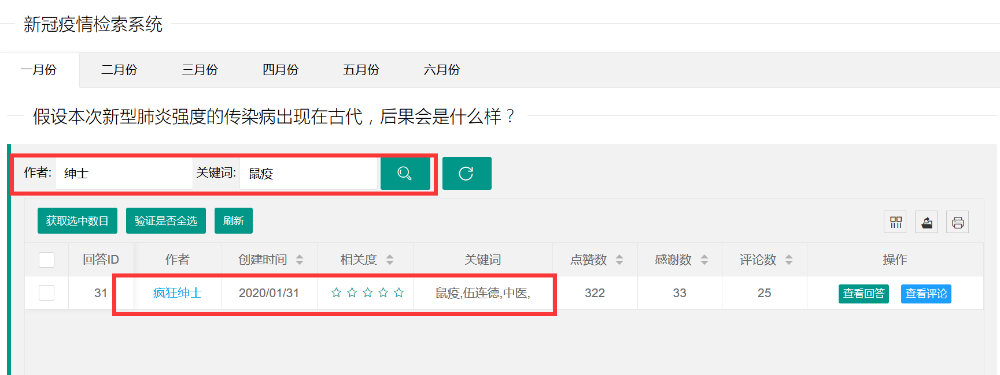 新冠疫情检索系统
一月份 二月份 三月份 四月份 五月份 六月份
假设本次新型肺炎强度的传染病出现在古代，后果会是什么样？
作者: 绅士 关键词: 鼠疫
获取选中数目 验证是否全选 刷新
回答ID 作者 创建时间 相关度 关键词 点赞数 感谢数 评论数 操作
31 疯狂绅士 2020/01/31 鼠疫,伍连德,中医, 322 33 25 查看回答 查看评论